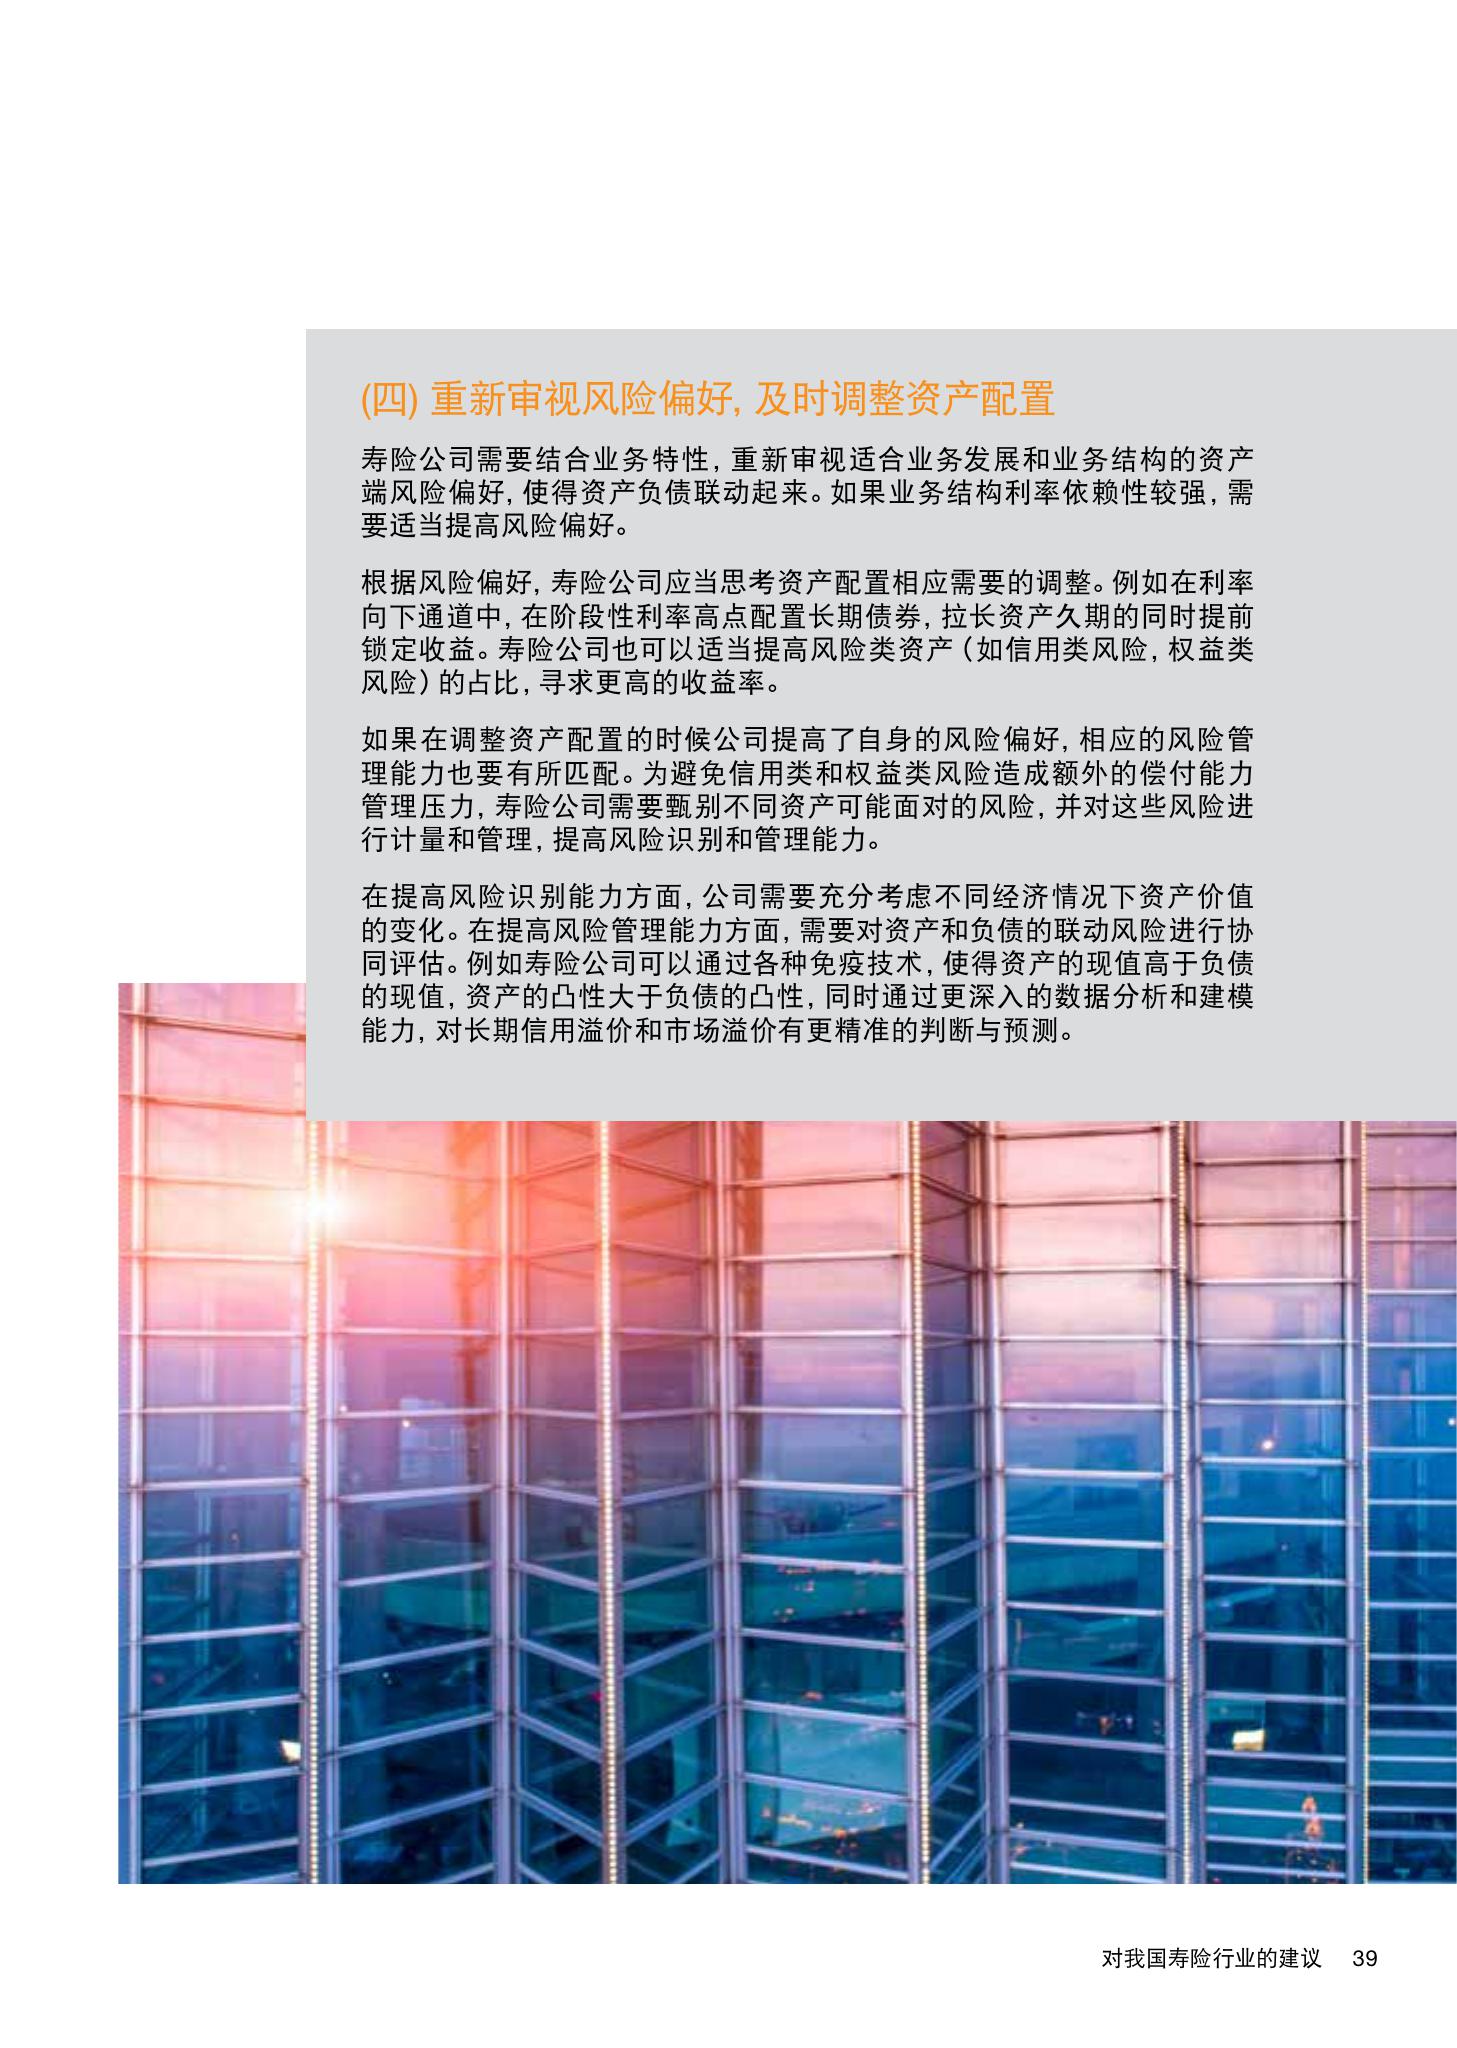 (四) 重新审视风险偏好, 及时调整资产配置
寿险公司需要结合业务特性, 重新审视适合业务发展和业务结构的资产
端风险偏好, 使得资产负债联动起来。如果业务结构利率依赖性较强, 需
要适当提高风险偏好。
根据风险偏好, 寿险公司应当思考资产配置相应需要的调整。例如在利率
向下通道中, 在阶段性利率高点配置长期债券, 拉长资产久期的同时提前
锁定收益。寿险公司也可以适当提高风险类资产（如信用类风险, 权益类
风险）的占比, 寻求更高的收益率。
如果在调整资产配置的时候公司提高了自身的风险偏好, 相应的风险管
理能力也要有所匹配。为避免信用类和权益类风险造成额外的偿付能力
管理压力, 寿险公司需要甄别不同资产可能面对的风险, 并对这些风险进
行计量和管理, 提高风险识别和管理能力。
在提高风险识别能力方面, 公司需要充分考虑不同经济情况下资产价值
的变化。在提高风险管理能力方面, 需要对资产和负债的联动风险进行协
同评估。例如寿险公司可以通过各种免疫技术, 使得资产的现值高于负债
的现值, 资产的凸性大于负债的凸性, 同时通过更深入的数据分析和建模
能力, 对长期信用溢价和市场溢价有更精准的判断与预测。
对我国寿险行业的建议 39